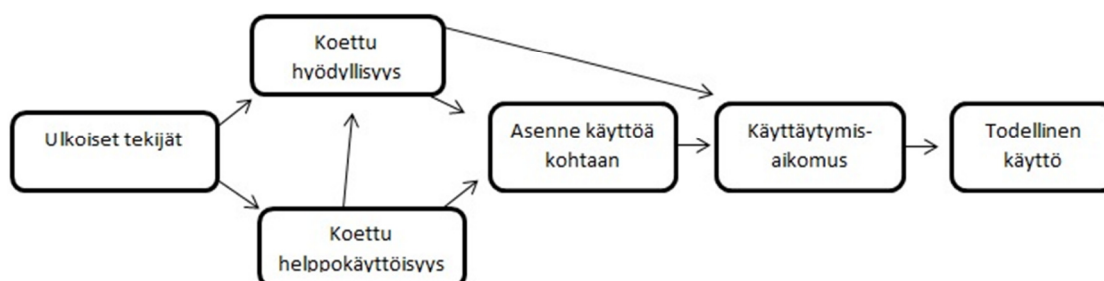 Koettu
hyödyllisyys
Ulkoiset tekijät
Asenne käyttöä
kohtaan
Käyttäytymis-
aikomus
Todellinen
käyttö
Koettu
helppokäyttöisyys